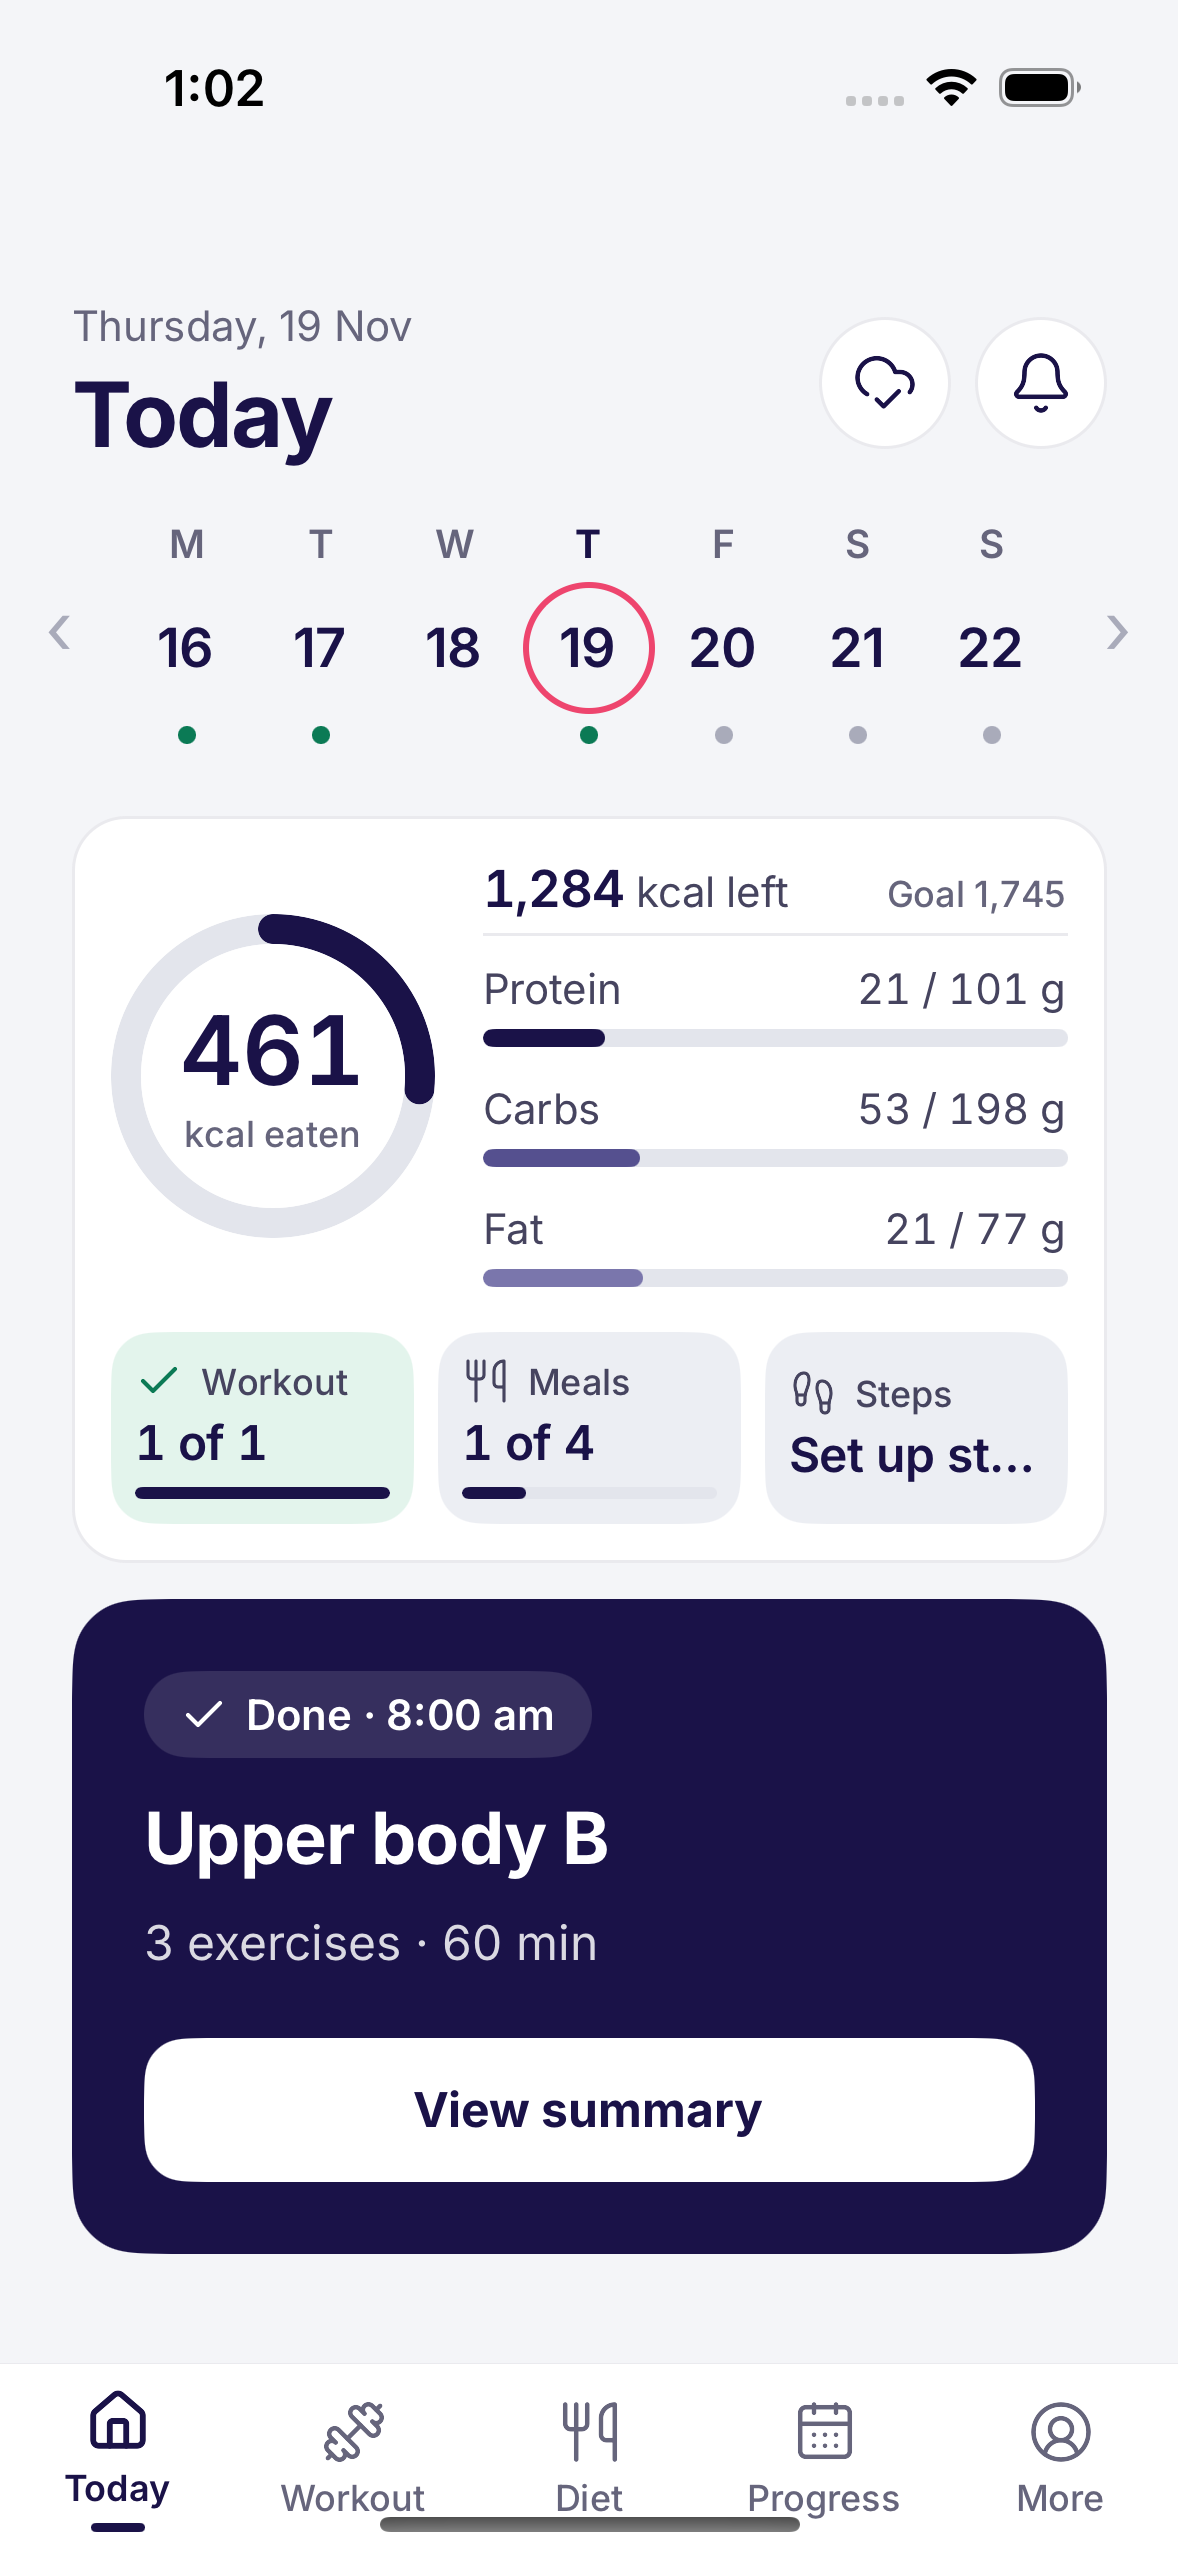 1:02
Thursday, 19 Nov
Today
M T W T F S S
16 17 18 19 20 21 22
1,284 kcal left Goal 1,745
461
kcal eaten
Protein 21 / 101 g
Carbs 53 / 198 g
Fat 21 / 77 g
Workout
1 of 1
Meals
1 of 4
Steps
Set up st...
Done · 8:00 am
Upper body B
3 exercises · 60 min
View summary
Today Workout Diet Progress More